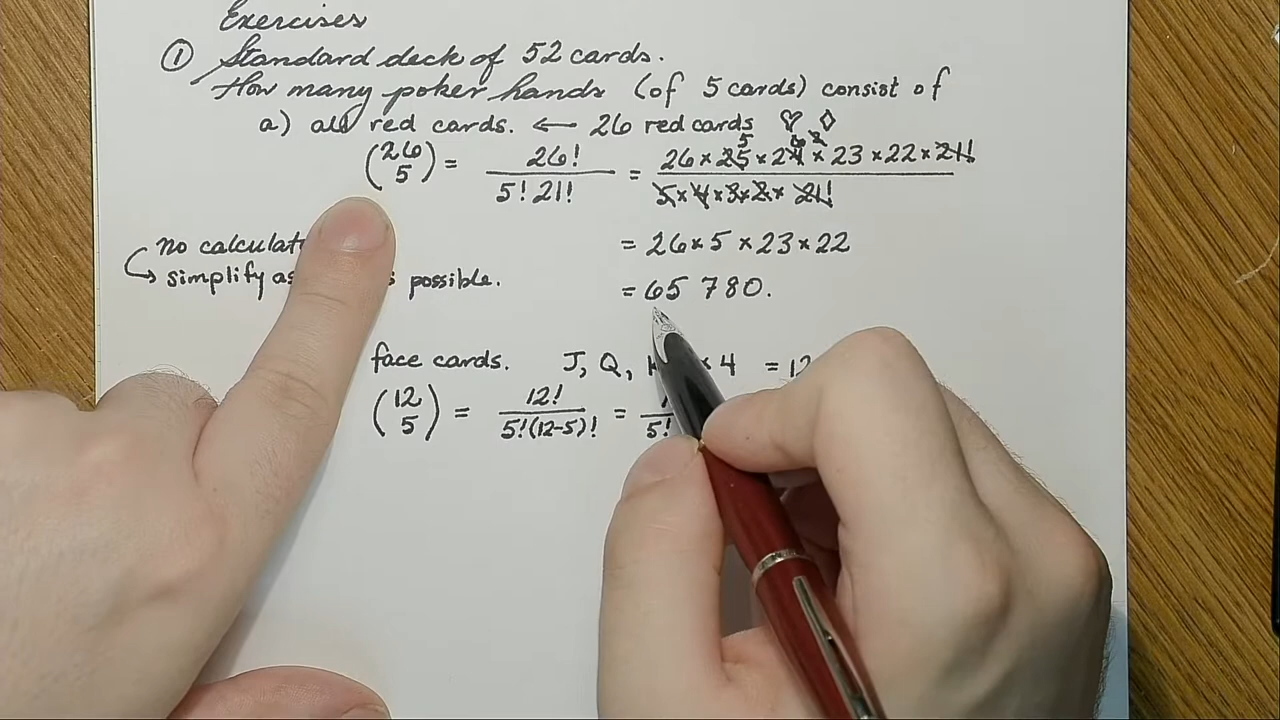 Exercises
① Standard deck of 52 cards.
How many poker hands (of 5 cards) consist of
a) all red cards. ← 26 red cards ♡ ◊
(26 5) = 26! / 5! 21! = 26 × 25 × 24 × 23 × 22 × 21! / 5 × 4 × 3 × 2 × 21!
= 26 × 5 × 23 × 22
= 65 780.
no
simplify possible.
face cards. J, Q, × 4 = 12
(12 5) = 12! / 5!(12-5)! = 5!